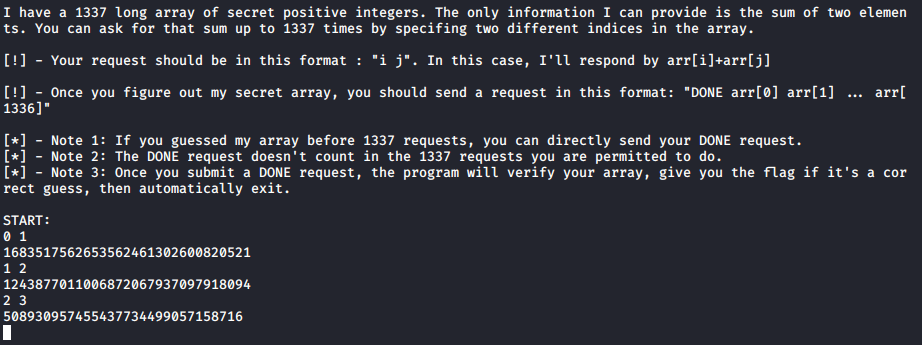 I have a 1337 long array of secret positive integers. The only information I can provide is the sum of two elemen
ts. You can ask for that sum up to 1337 times by specifing two different indices in the array.
[!] - Your request should be in this format : "i j". In this case, I'll respond by arr[i]+arr[j]
[!] - Once you figure out my secret array, you should send a request in this format: "DONE arr[0] arr[1] ... arr[
1336]"
[*] - Note 1: If you guessed my array before 1337 requests, you can directly send your DONE request.
[*] - Note 2: The DONE request doesn't count in the 1337 requests you are permitted to do.
[*] - Note 3: Once you submit a DONE request, the program will verify your array, give you the flag if it's a cor
rect guess, then automatically exit.
START:
0 1
1683517562653562461302600820521
1 2
1243877011006872067937097918094
2 3
508930957455437734499057158716